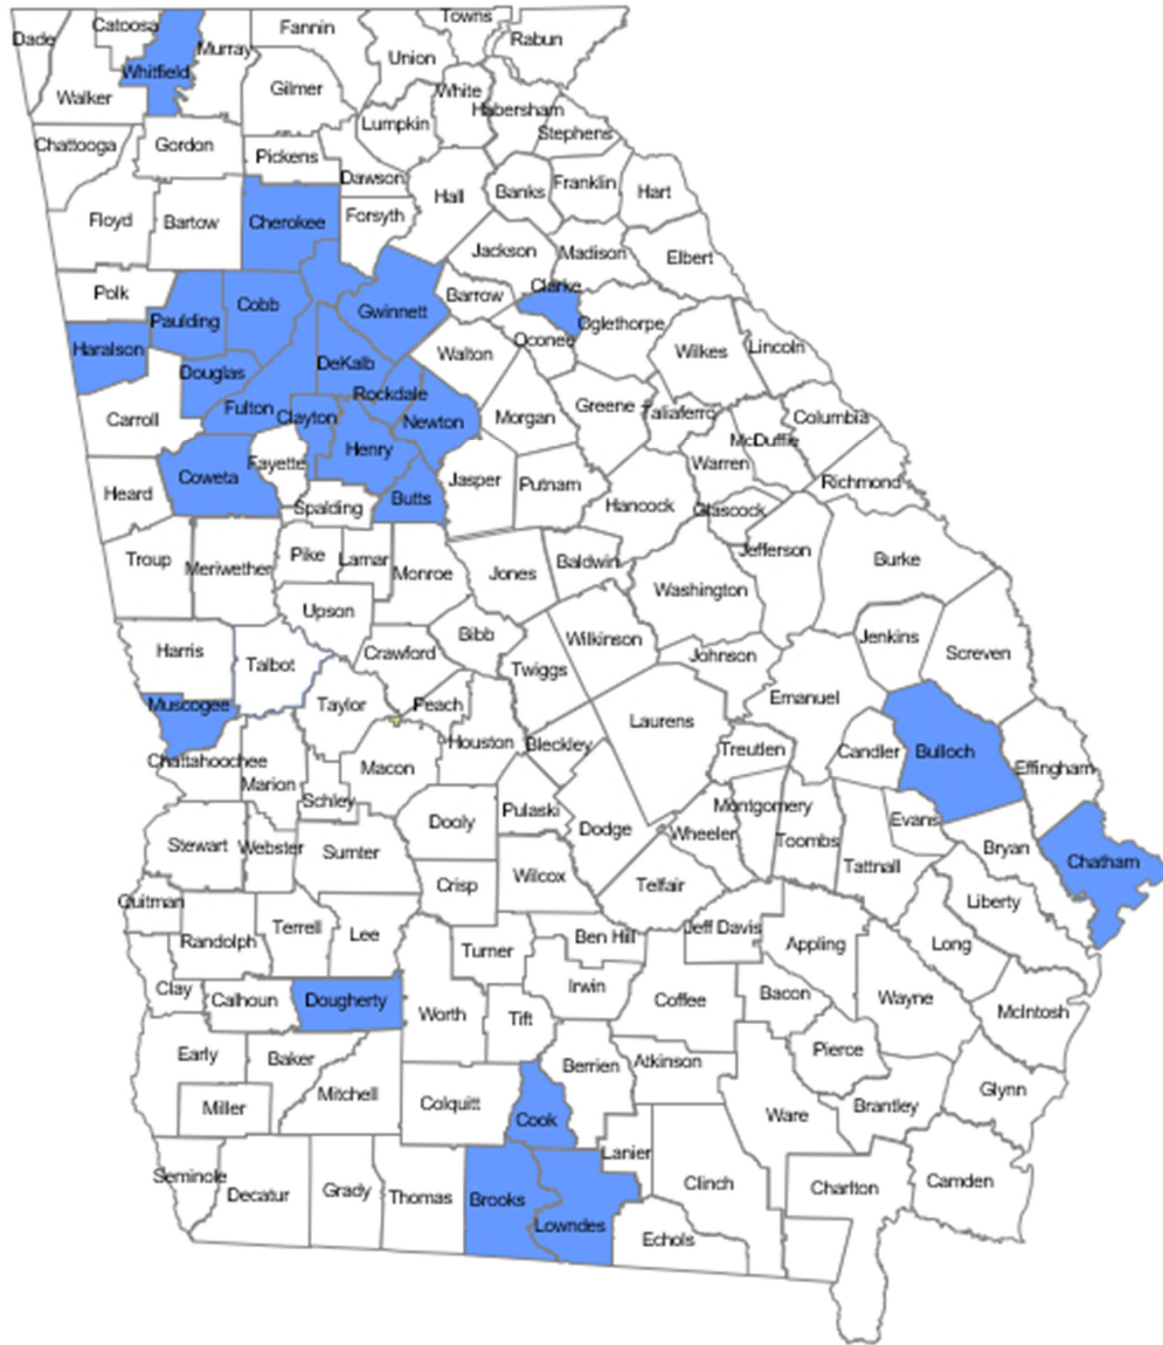 Towns
Dade
Catoosa
Fannin
Rabun
Murray
Union
Whitfield
Walker
Gilmer
White
Habersham
Lumpkin
Stephens
Chattooga
Gordon
Pickens
Dawson
Hall
Banks
Franklin
Hart
Floyd
Bartow
Cherokee
Forsyth
Jackson
Madison
Elbert
Polk
Cobb
Clarke
Barrow
Gwinnett
Paulding
Oglethorpe
Haralson
Oconee
Walton
Wilkes
Lincoln
DeKalb
Douglas
Rockdale
Fulton
Clayton
Newton
Morgan
Greene
Taliaferro
Columbia
Carroll
McDuffie
Henry
Fayette
Warren
Coweta
Heard
Butts
Jasper
Putnam
Richmond
Spalding
Hancock
Glascock
Troup
Meriwether
Pike
Lamar
Monroe
Jones
Baldwin
Jefferson
Burke
Washington
Upson
Harris
Talbot
Crawford
Bibb
Wilkinson
Jenkins
Twiggs
Johnson
Screven
Muscogee
Taylor
Peach
Emanuel
Laurens
Houston
Bleckley
Treutlen
Candler
Bulloch
Chattahoochee
Marion
Macon
Effingham
Schley
Pulaski
Montgomery
Dooly
Dodge
Wheeler
Toombs
Evans
Stewart
Webster
Sumter
Bryan
Tattnall
Chatham
Crisp
Wilcox
Telfair
Quitman
Liberty
Randolph
Terrell
Lee
Turner
Ben Hill
Jeff Davis
Appling
Long
Clay
Calhoun
Dougherty
Worth
Tift
Irwin
Coffee
Bacon
Wayne
McIntosh
Early
Baker
Berrien
Atkinson
Pierce
Miller
Mitchell
Colquitt
Cook
Ware
Brantley
Glynn
Seminole
Decatur
Grady
Thomas
Brooks
Lanier
Clinch
Charlton
Camden
Lowndes
Echols